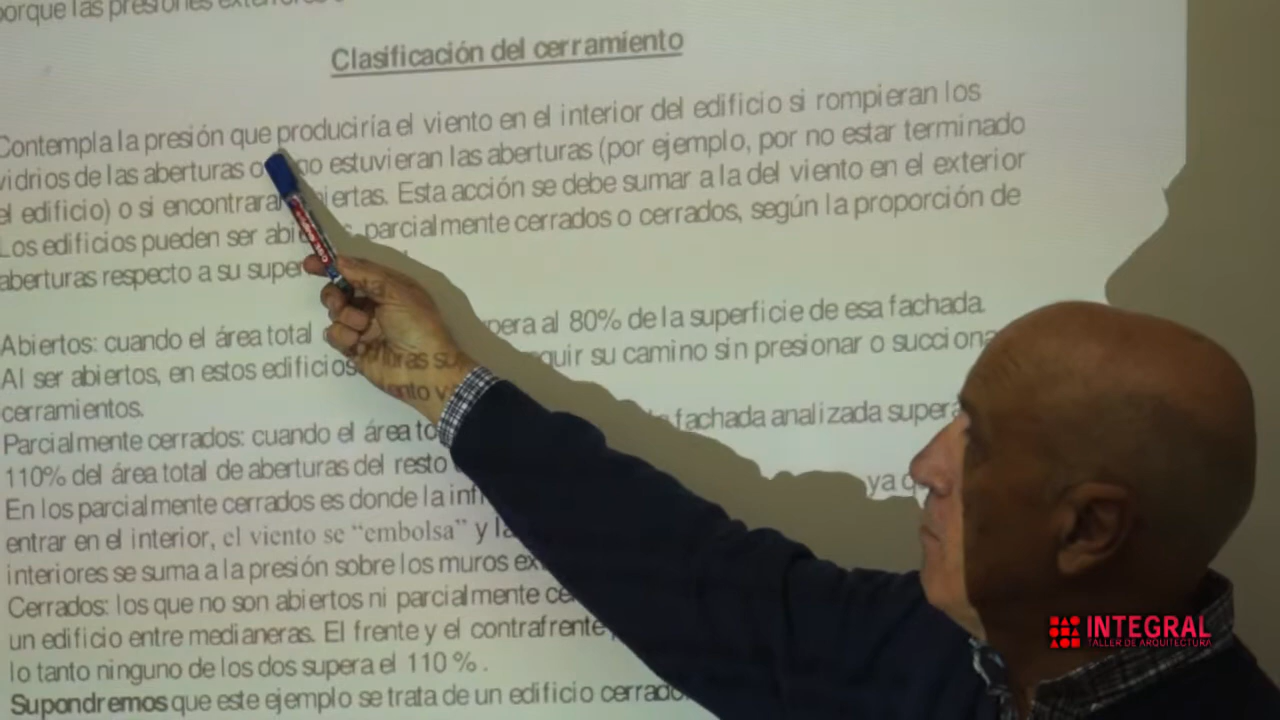 porque las presiones
Clasificación del cerramiento
Contempla la presión que produciría el viento en el interior del edificio si rompieran los
vidrios de las aberturas o no estuvieran las aberturas (por ejemplo, por no estar terminado
el edificio) o si encontraran abiertas. Esta acción se debe sumar a la del viento en el exterior
Los edificios pueden ser abiertos, parcialmente cerrados o cerrados, según la proporción de
aberturas respecto a su
Abiertos: cuando el área total supera al 80% de la superficie de esa fachada.
Al ser abiertos, en estos edificios seguir su camino sin presionar o
cerramientos.
Parcialmente cerrados: cuando el área fachada analizada supera
110% del área total de aberturas del resto ya
En los parcialmente cerrados es donde la
entrar en el interior, el viento se “embolsa” y
interiores se suma a la presión sobre los muros
Cerrados: los que no son abiertos ni parcialmente
un edificio entre medianeras. El frente y el contrafrente
lo tanto ninguno de los dos supera el 110 % .
Supondremos que este ejemplo se trata de un edificio cerrado
INTEGRAL
TALLER DE ARQUITECTURA